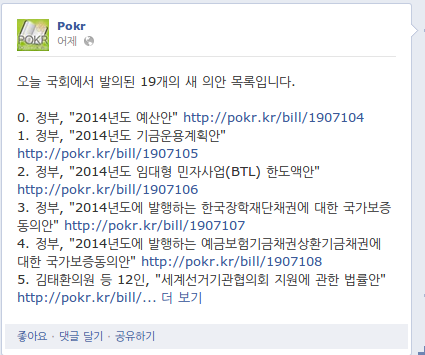 POKR
Pokr
어제
오늘 국회에서 발의된 19개의 새 의안 목록입니다.
0. 정부, "2014년도 예산안" http://pokr.kr/bill/1907104
1. 정부, "2014년도 기금운용계획안"
http://pokr.kr/bill/1907105
2. 정부, "2014년도 임대형 민자사업(BTL) 한도액안"
http://pokr.kr/bill/1907106
3. 정부, "2014년도에 발행하는 한국장학재단채권에 대한 국가보증
동의안" http://pokr.kr/bill/1907107
4. 정부, "2014년도에 발행하는 예금보험기금채권상환기금채권에
대한 국가보증동의안" http://pokr.kr/bill/1907108
5. 김태환의원 등 12인, "세계선거기관협의회 지원에 관한 법률안"
http://pokr.kr/bill/... 더 보기
좋아요 · 댓글 달기 · 공유하기